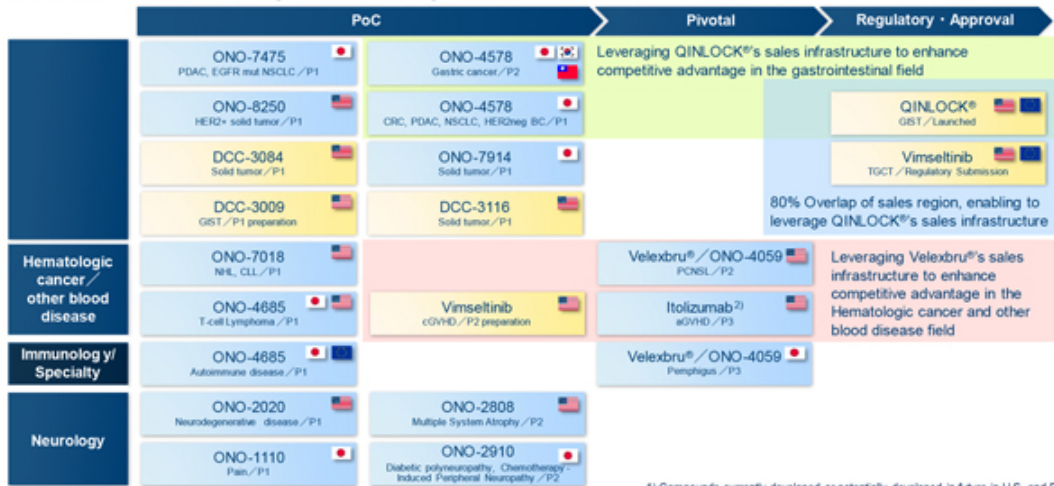 PoC
Pivotal
Regulatory・Approval
ONO-7475
PDAC, EGFR mut NSCLC／P1
ONO-4578
Gastric cancer／P2
Leveraging QINLOCK®'s sales infrastructure to enhance
competitive advantage in the gastrointestinal field
ONO-8250
HER2+ solid tumor／P1
ONO-4578
CRC, PDAC, NSCLC, HER2neg BC／P1
QINLOCK®
GIST／Launched
DCC-3084
Solid tumor／P1
ONO-7914
Solid tumor／P1
Vimseltinib
TGCT／Regulatory Submission
DCC-3009
GIST／P1 preparation
DCC-3116
Solid tumor／P1
80% Overlap of sales region, enabling to
leverage QINLOCK®'s sales infrastructure
Hematologic
cancer／
other blood
disease
ONO-7018
NHL, CLL／P1
Velexbru®／ONO-4059
PCNSL／P2
Leveraging Velexbru®'s sales
infrastructure to enhance
competitive advantage in the
Hematologic cancer and other
blood disease field
ONO-4685
T-cell Lymphoma／P1
Vimseltinib
cGVHD／P2 preparation
Itolizumab2)
aGVHD／P3
Immunology/
Specialty
ONO-4685
Autoimmune disease／P1
Velexbru®／ONO-4059
Pemphigus／P3
Neurology
ONO-2020
Neurodegenerative disease／P1
ONO-2808
Multiple System Atrophy／P2
ONO-1110
Pain／P1
ONO-2910
Diabetic polyneuropathy, Chemotherapy-
Induced Peripheral Neuropathy／P2